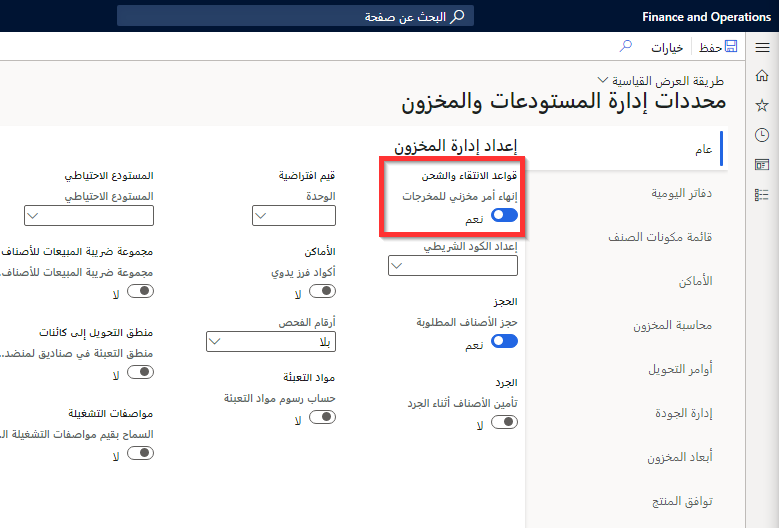 Finance and Operations
البحث عن صفحة
حفظ
خيارات
طريقة العرض القياسية
محددات إدارة المستودعات والمخزون
عام
دفاتر اليومية
قائمة مكونات الصنف
الأماكن
محاسبة المخزون
أوامر التحويل
إدارة الجودة
أبعاد المخزون
توافق المنتج
إعداد إدارة المخزون
قواعد الانتقاء والشحن
إنهاء أمر مخزني للمخرجات
نعم
إعداد الكود الشريطي
الحجز
حجز الأصناف المطلوبة
نعم
الجرد
تأمين الأصناف أثناء الجرد
لا
قيم افتراضية
الوحدة
الأماكن
أكواد فرز يدوي
لا
أرقام الفحص
بلا
مواد التعبئة
حساب رسوم مواد التعبئة
لا
المستودع الاحتياطي
المستودع الاحتياطي
مجموعة ضريبة المبيعات للأصناف
مجموعة ضريبة المبيعات للأصناف..
لا
منطق التحويل إلى كائنات
منطق التعبئة في صناديق لمنضد...
لا
مواصفات التشغيلة
السماح بقيم مواصفات التشغيلة
لا